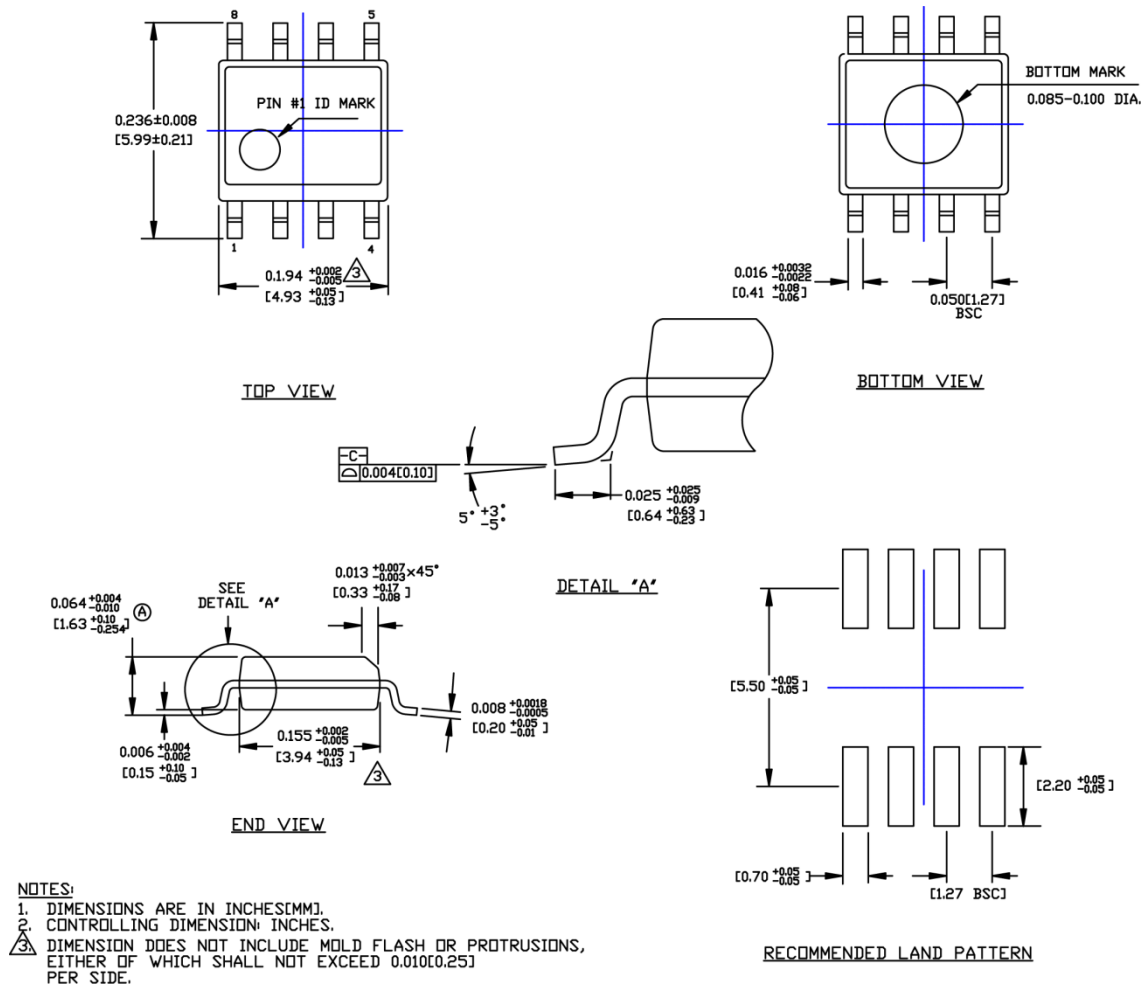 8
5
PIN #1 ID MARK
0.236±0.008
[5.99±0.21]
1
4
0.1.94 +0.002 -0.005
[4.93 +0.05 -0.13 ]
3
TOP VIEW
BOTTOM MARK
0.085-0.100 DIA.
0.016 +0.0032 -0.0022
[0.41 +0.08 -0.06 ]
0.050[1.27]
BSC
BOTTOM VIEW
-C-
0.004[0.10]
5° +3° -5°
0.025 +0.025 -0.009
[0.64 +0.63 -0.23 ]
DETAIL "A"
SEE
DETAIL "A"
0.013 +0.007 -0.003 ×45°
[0.33 +0.17 -0.08 ]
0.064 +0.004 -0.010 A
[1.63 +0.10 -0.254 ]
0.006 +0.004 -0.002
[0.15 +0.10 -0.05 ]
0.155 +0.002 -0.005
[3.94 +0.05 -0.13 ]
3
0.008 +0.0018 -0.0005
[0.20 +0.05 -0.01 ]
END VIEW
[5.50 +0.05 -0.05 ]
[2.20 +0.05 -0.05 ]
[0.70 +0.05 -0.05 ]
[1.27 BSC]
RECOMMENDED LAND PATTERN
NOTES:
1. DIMENSIONS ARE IN INCHES[MM].
2. CONTROLLING DIMENSION: INCHES.
3. DIMENSION DOES NOT INCLUDE MOLD FLASH OR PROTRUSIONS,
EITHER OF WHICH SHALL NOT EXCEED 0.010[0.25]
PER SIDE.